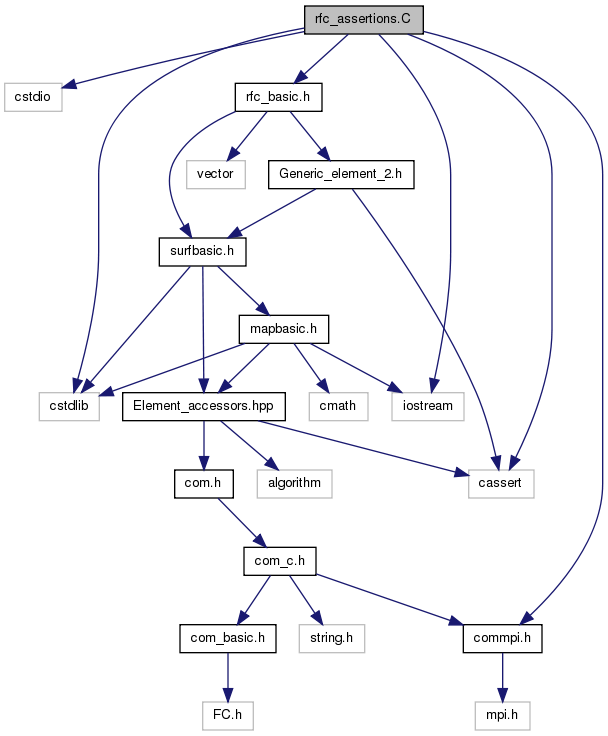 rfc_assertions.C
cstdio
rfc_basic.h
vector
Generic_element_2.h
surfbasic.h
mapbasic.h
cstdlib
Element_accessors.hpp
cmath
iostream
com.h
algorithm
cassert
com_c.h
com_basic.h
string.h
commpi.h
FC.h
mpi.h